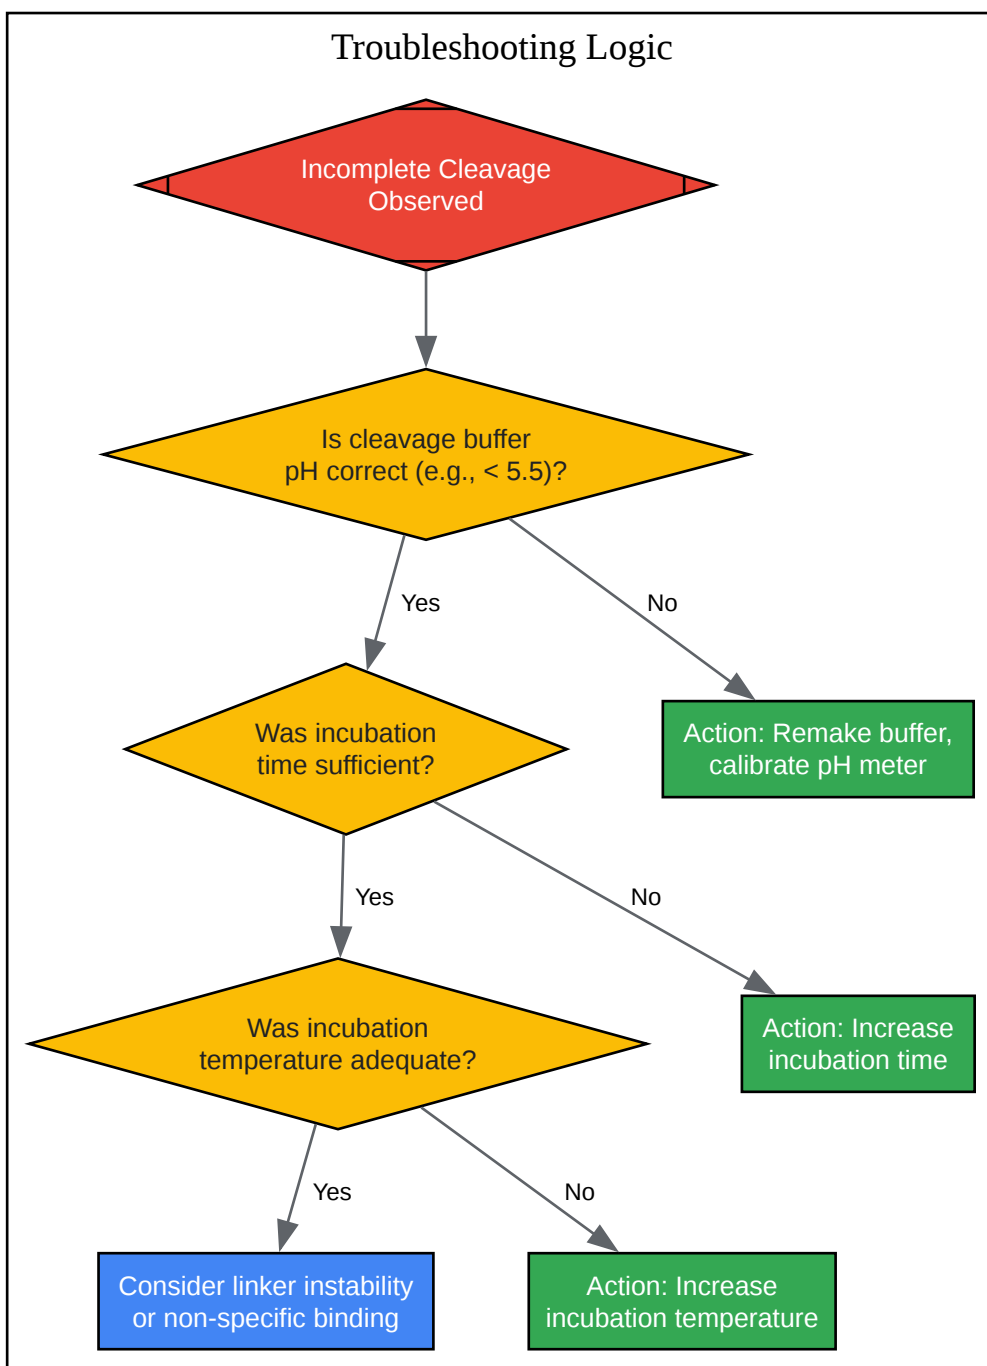 Troubleshooting Logic
Incomplete Cleavage
Observed
Is cleavage buffer
pH correct (e.g., < 5.5)?
Yes
No
Was incubation
time sufficient?
Action: Remake buffer,
calibrate pH meter
Yes
No
Was incubation
temperature adequate?
Action: Increase
incubation time
Yes
No
Consider linker instability
or non-specific binding
Action: Increase
incubation temperature